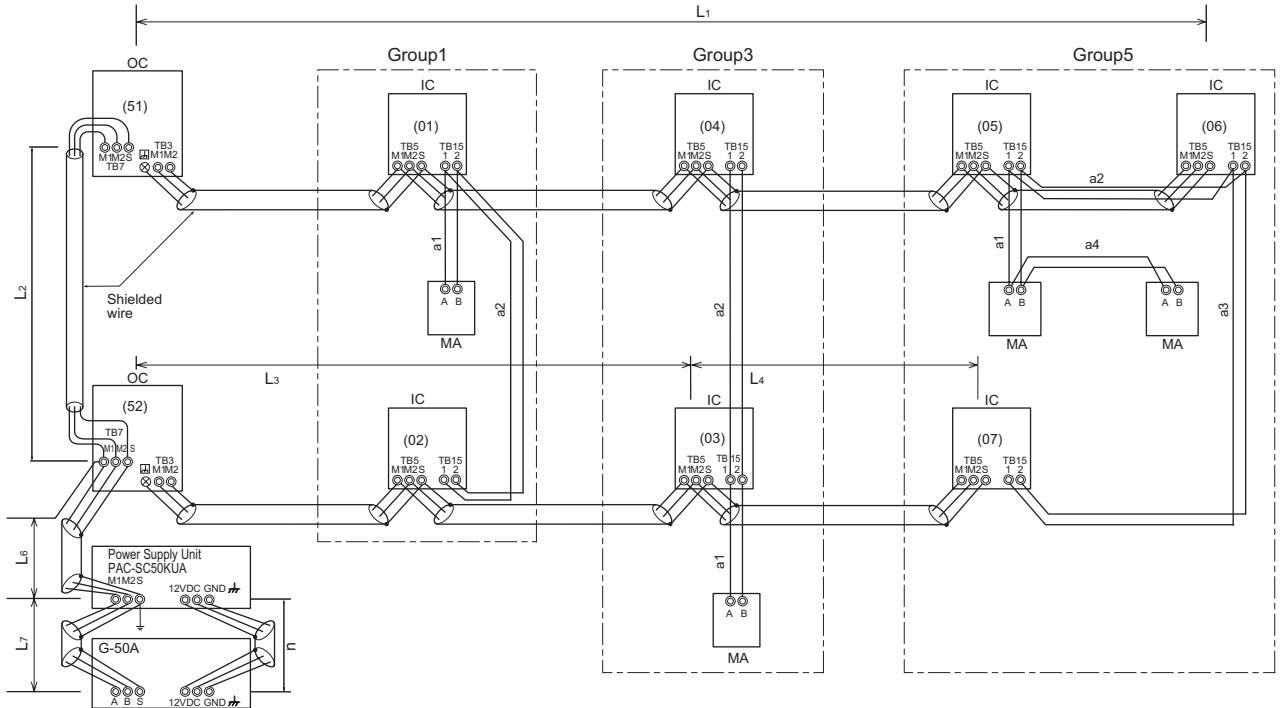 L1
Group1 Group3 Group5
OC IC IC IC IC
(51) (01) (04) (05) (06)
M1M2S
TB7
TB3
M1M2
TB5
M1M2S
TB15
1 2
TB5
M1M2S
TB15
1 2
TB5
M1M2S
TB15
1 2
TB5
M1M2S
TB15
1 2
a2
a1
a1
a4
L2
Shielded
wire
A B
MA
a2
a2
A B
MA
A B
MA
a3
L3
L4
OC IC IC IC
(52) (02) (03) (07)
TB7
M1M2 S
TB3
M1M2
TB5
M1M2S
TB15
1 2
TB5
M1M2S
TB 15
1 2
TB5
M1M2S
TB15
1 2
L6
Power Supply Unit
PAC-SC50KUA
M1M2S
12VDC GND
a1
A B
MA
L7
n
G-50A
A B S
12VDC GND